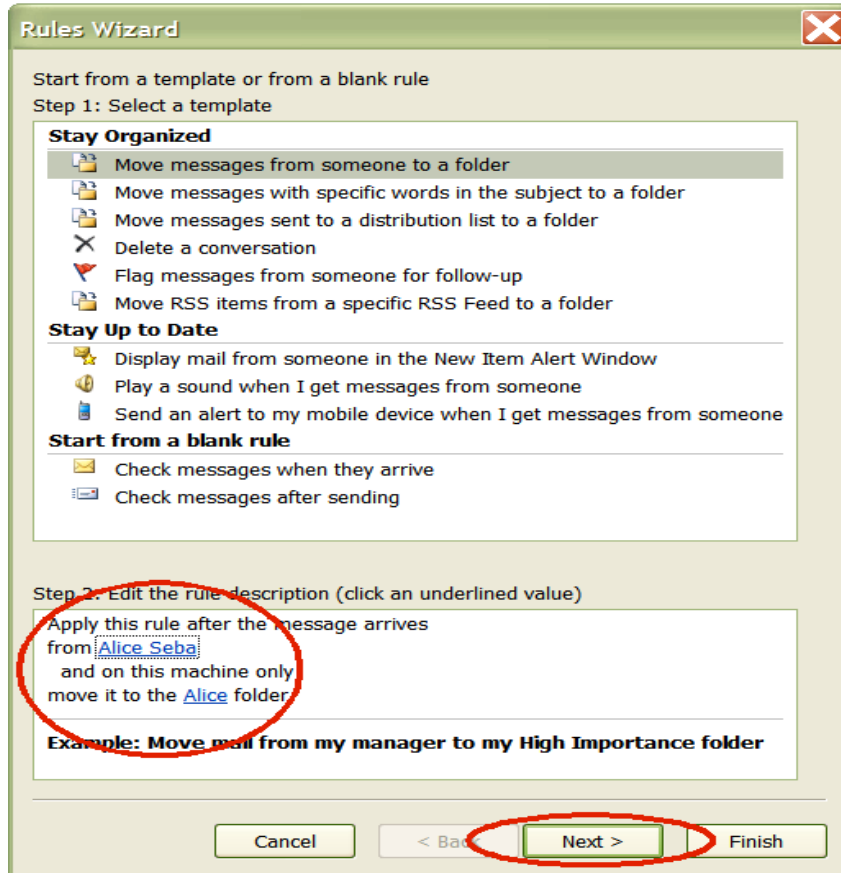 Rules Wizard
Start from a template or from a blank rule
Step 1: Select a template
Stay Organized
Move messages from someone to a folder
Move messages with specific words in the subject to a folder
Move messages sent to a distribution list to a folder
Delete a conversation
Flag messages from someone for follow-up
Move RSS items from a specific RSS Feed to a folder
Stay Up to Date
Display mail from someone in the New Item Alert Window
Play a sound when I get messages from someone
Send an alert to my mobile device when I get messages from someone
Start from a blank rule
Check messages when they arrive
Check messages after sending
Step 2: Edit the rule description (click an underlined value)
Apply this rule after the message arrives
from Alice Seba
and on this machine only
move it to the Alice folder
Example: Move mail from my manager to my High Importance folder
Cancel
< Back
Next >
Finish